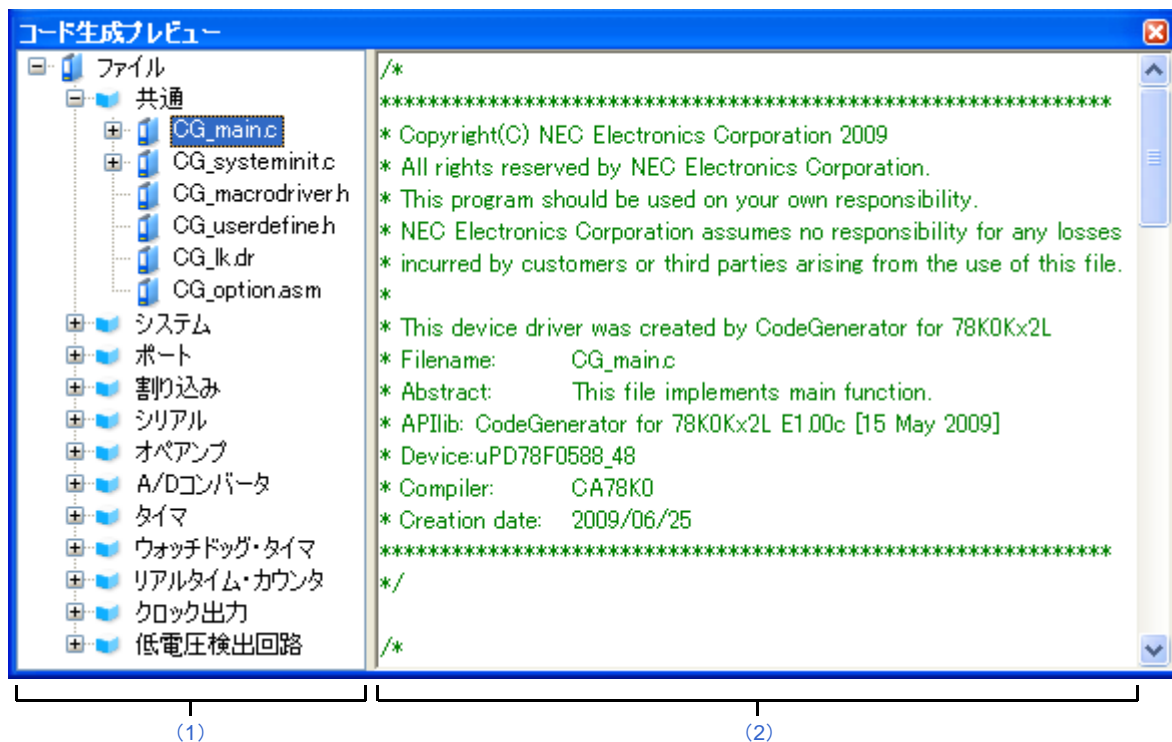 コード生成プレビュー
ファイル
共通
CG_main.c
CG_systeminit.c
CG_macrodriver.h
CG_userdefine.h
CG_lk.dr
CG_option.asm
システム
ポート
割り込み
シリアル
オペアンプ
A/Dコンバータ
タイマ
ウォッチドッグ・タイマ
リアルタイム・カウンタ
クロック出力
低電圧検出回路
/*
*************************************************************
* Copyright(C) NEC Electronics Corporation 2009
* All rights reserved by NEC Electronics Corporation.
* This program should be used on your own responsibility.
* NEC Electronics Corporation assumes no responsibility for any losses
* incurred by customers or third parties arising from the use of this file.
*
* This device driver was created by CodeGenerator for 78K0Kx2L
* Filename: CG_main.c
* Abstract: This file implements main function.
* APIlib: CodeGenerator for 78K0Kx2L E1.00c [15 May 2009]
* Device:uPD78F0588_48
* Compiler: CA78K0
* Creation date: 2009/06/25
*************************************************************
*/
/*
(1)
(2)